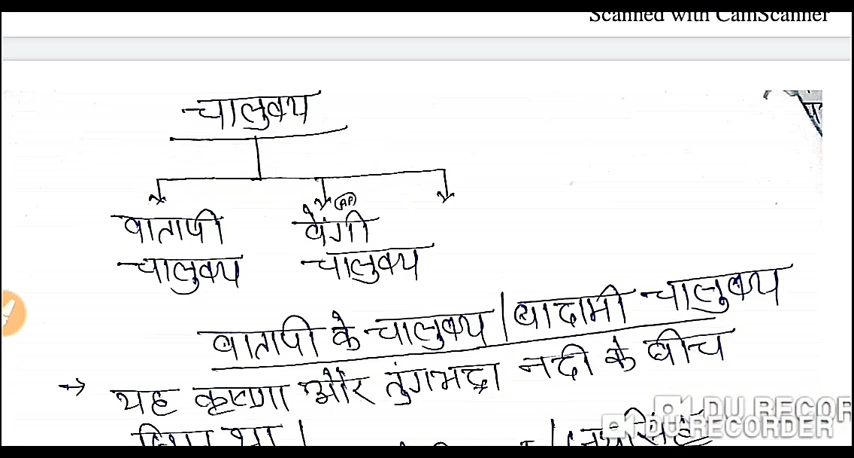 Scanned with CamScanner
चालुक्य
वातापी चालुक्य
वेंगी (AP) चालुक्य
वातापी के चालुक्य / बादामी चालुक्य
→ यह कृष्णा और तुंगभद्रा नदी के बीच
DU RECORDER